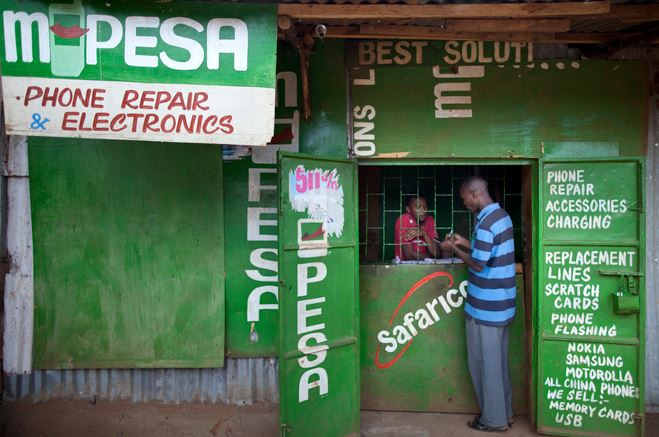 m PESA
PHONE REPAIR
& ELECTRONICS
BEST SOLUTI
ONS
m
PESA
PESA
Safarico
PHONE
REPAIR
ACCESSORIES
CHARGING
REPLACEMENT
LINES
SCRATCH
CARDS
PHONE
FLASHING
NOKIA
SAMSUNG
MOTOROLLA
ALL CHINA PHONES
WE SELL:-
MEMORY CARDS
USB